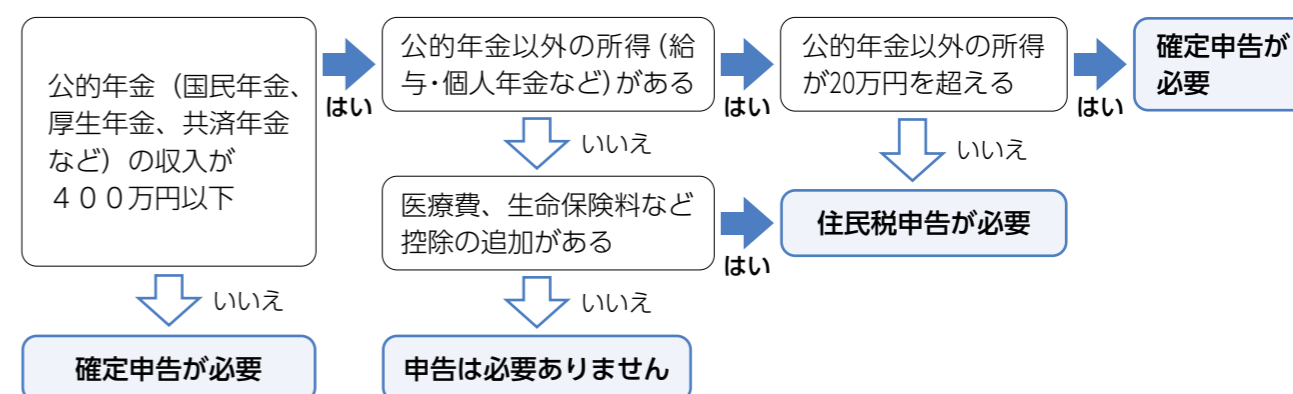 公的年金（国民年金、
厚生年金、共済年金
など）の収入が
４００万円以下
はい
いいえ
確定申告が必要
公的年金以外の所得（給
与・個人年金など）がある
はい
いいえ
医療費、生命保険料など
控除の追加がある
はい
いいえ
申告は必要ありません
公的年金以外の所得
が20万円を超える
はい
いいえ
住民税申告が必要
確定申告が
必要